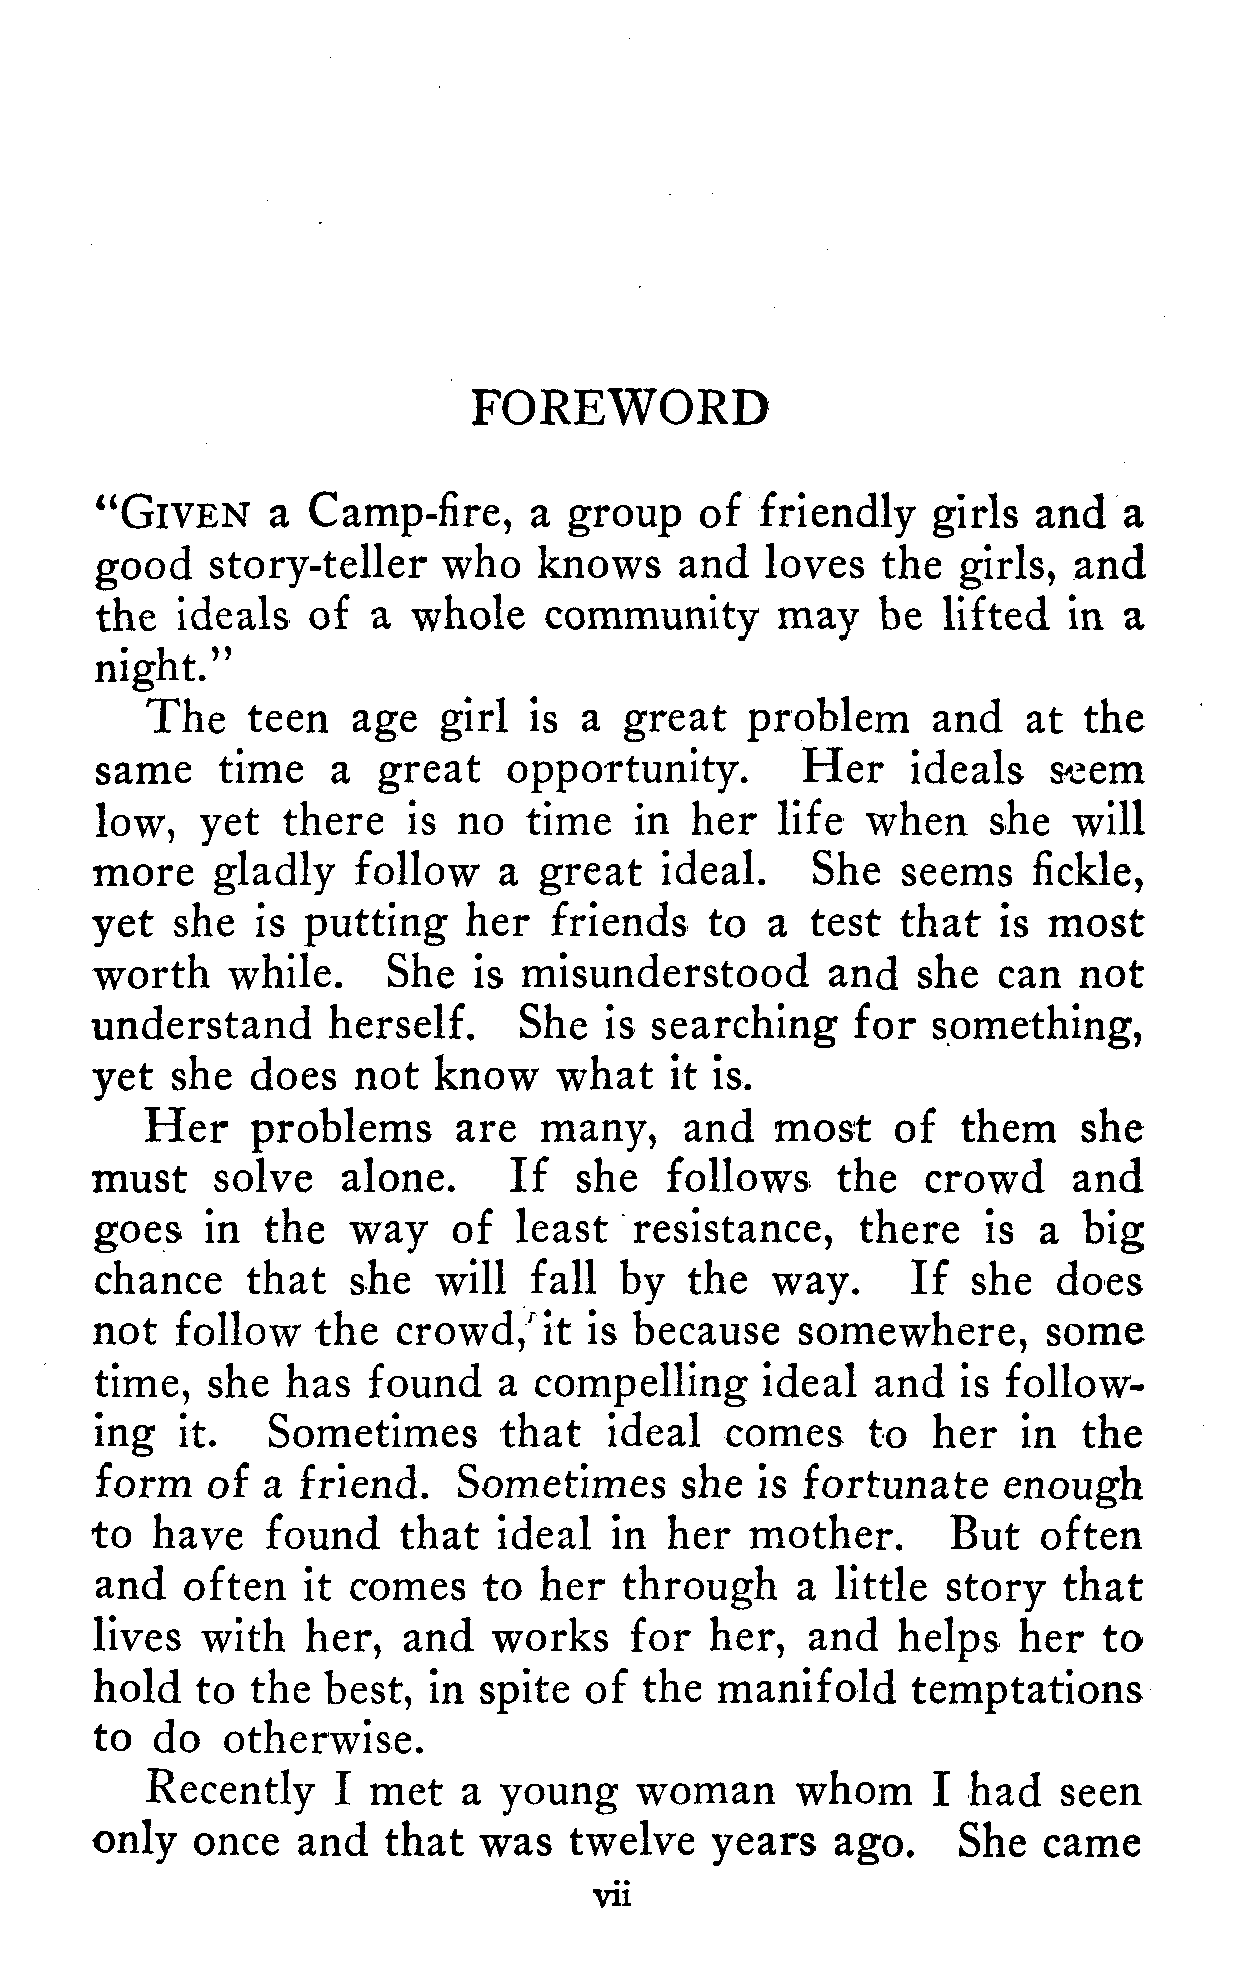 FOREWORD
"GIVEN a Camp-fire, a group of friendly girls and a
good story-teller who knows and loves the girls, and
the ideals of a whole community may be lifted in a
night."
The teen age girl is a great problem and at the
same time a great opportunity. Her ideals seem
low, yet there is no time in her life when she will
more gladly follow a great ideal. She seems fickle,
yet she is putting her friends to a test that is most
worth while. She is misunderstood and she can not
understand herself. She is searching for something,
yet she does not know what it is.
Her problems are many, and most of them she
must solve alone. If she follows the crowd and
goes in the way of least resistance, there is a big
chance that she will fall by the way. If she does
not follow the crowd, it is because somewhere, some
time, she has found a compelling ideal and is follow-
ing it. Sometimes that ideal comes to her in the
form of a friend. Sometimes she is fortunate enough
to have found that ideal in her mother. But often
and often it comes to her through a little story that
lives with her, and works for her, and helps her to
hold to the best, in spite of the manifold temptations
to do otherwise.
Recently I met a young woman whom I had seen
only once and that was twelve years ago. She came
vii